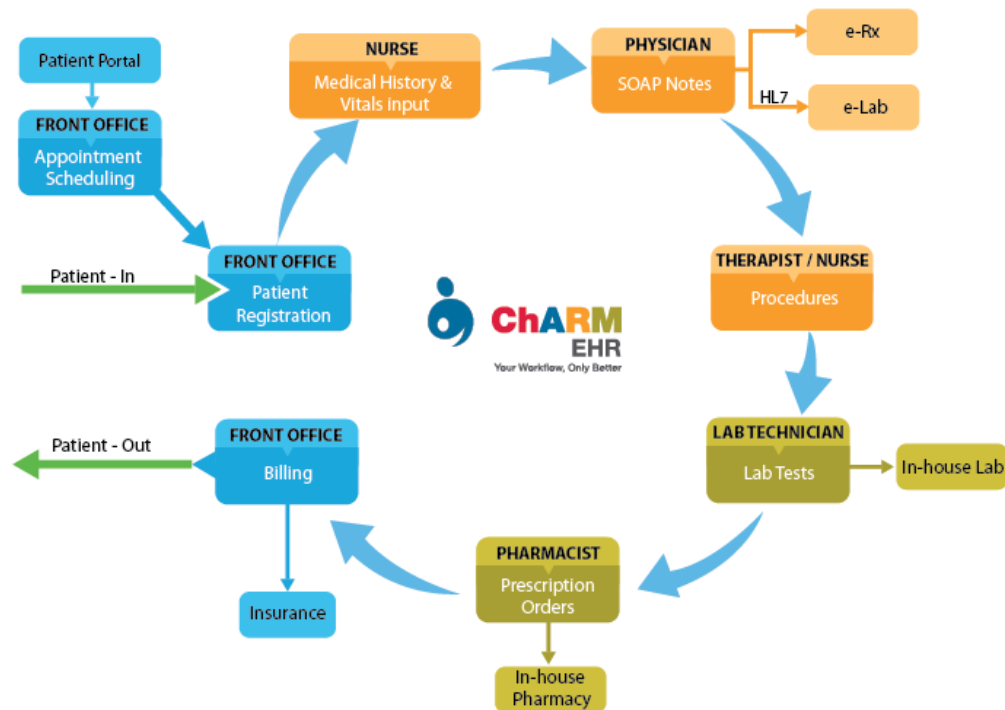 Patient Portal
FRONT OFFICE
Appointment
Scheduling
Patient - In
FRONT OFFICE
Patient
Registration
NURSE
Medical History &
Vitals input
PHYSICIAN
SOAP Notes
e-Rx
HL7
e-Lab
THERAPIST / NURSE
Procedures
ChARM
EHR
Your Workflow, Only Better
LAB TECHNICIAN
Lab Tests
In-house Lab
PHARMACIST
Prescription
Orders
In-house
Pharmacy
FRONT OFFICE
Billing
Insurance
Patient - Out